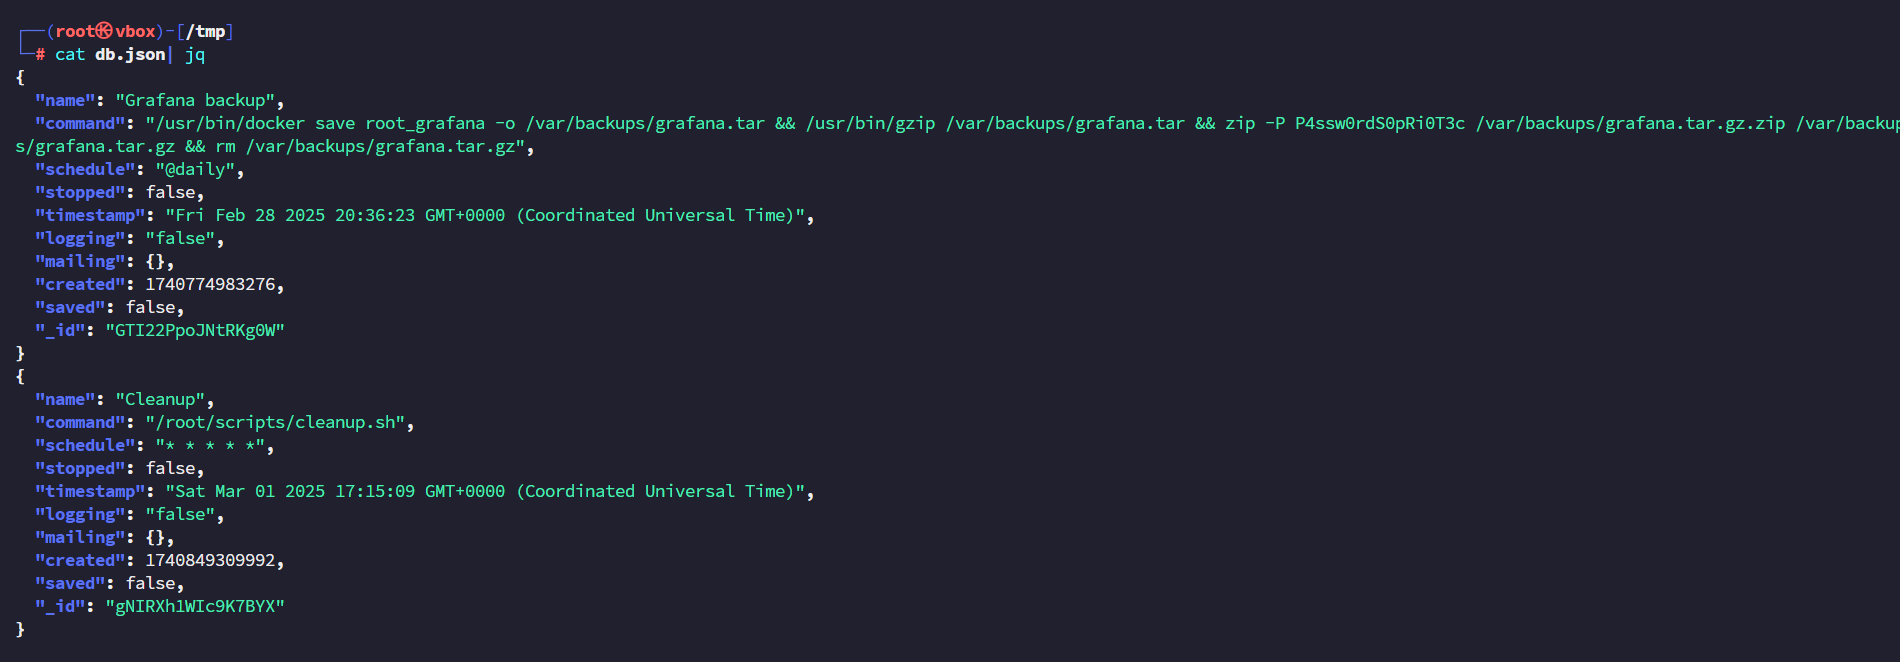 ┌──(root㉿vbox)-[/tmp]
└─# cat db.json| jq
{
  "name": "Grafana backup",
  "command": "/usr/bin/docker save root_grafana -o /var/backups/grafana.tar && /usr/bin/gzip /var/backups/grafana.tar && zip -P P4ssw0rdS0pRi0T3c /var/backups/grafana.tar.gz.zip /var/backup
s/grafana.tar.gz && rm /var/backups/grafana.tar.gz",
  "schedule": "@daily",
  "stopped": false,
  "timestamp": "Fri Feb 28 2025 20:36:23 GMT+0000 (Coordinated Universal Time)",
  "logging": "false",
  "mailing": {},
  "created": 1740774983276,
  "saved": false,
  "_id": "GTI22PpoJNtRKg0W"
}
{
  "name": "Cleanup",
  "command": "/root/scripts/cleanup.sh",
  "schedule": "* * * * *",
  "stopped": false,
  "timestamp": "Sat Mar 01 2025 17:15:09 GMT+0000 (Coordinated Universal Time)",
  "logging": "false",
  "mailing": {},
  "created": 1740849309992,
  "saved": false,
  "_id": "gNIRXh1WIc9K7BYX"
}